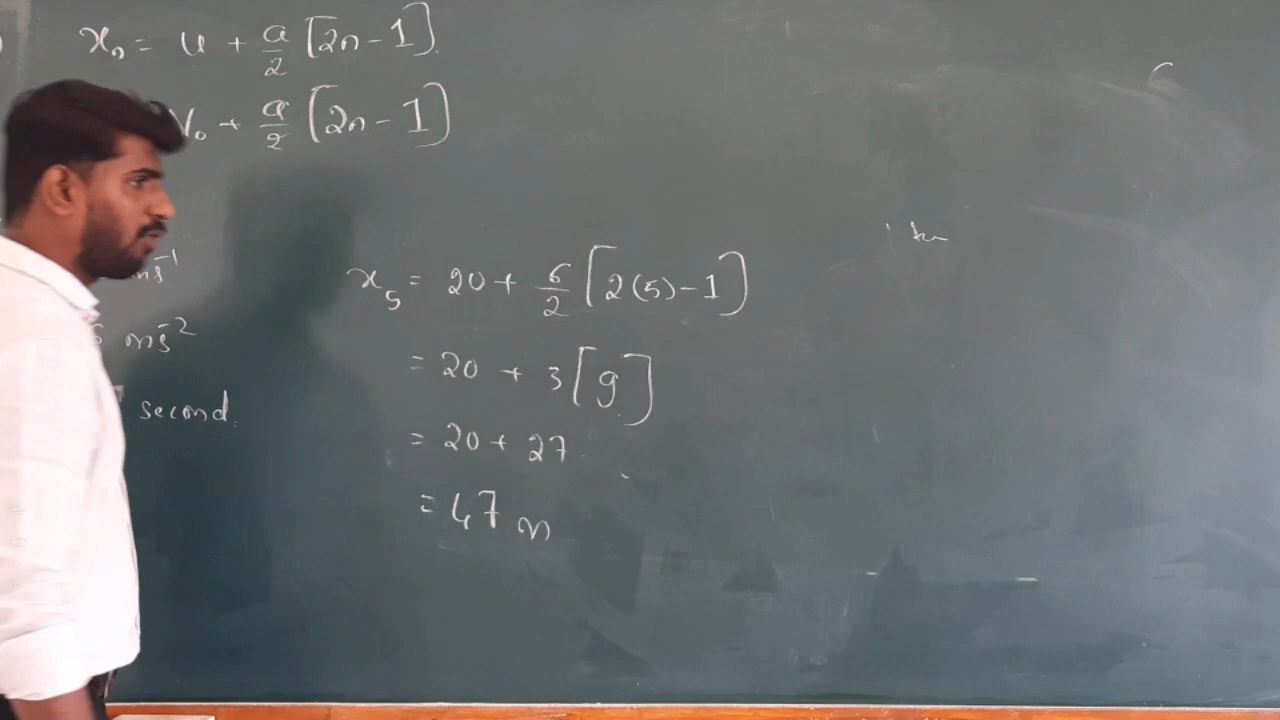 xₙ = u + a/2 [2n - 1]
V₀ + a/2 [2n - 1]
ms⁻¹
x₅ = 20 + 6/2 [2(5) - 1]
ms⁻²
= 20 + 3[9]
second.
= 20 + 27
= 47 m